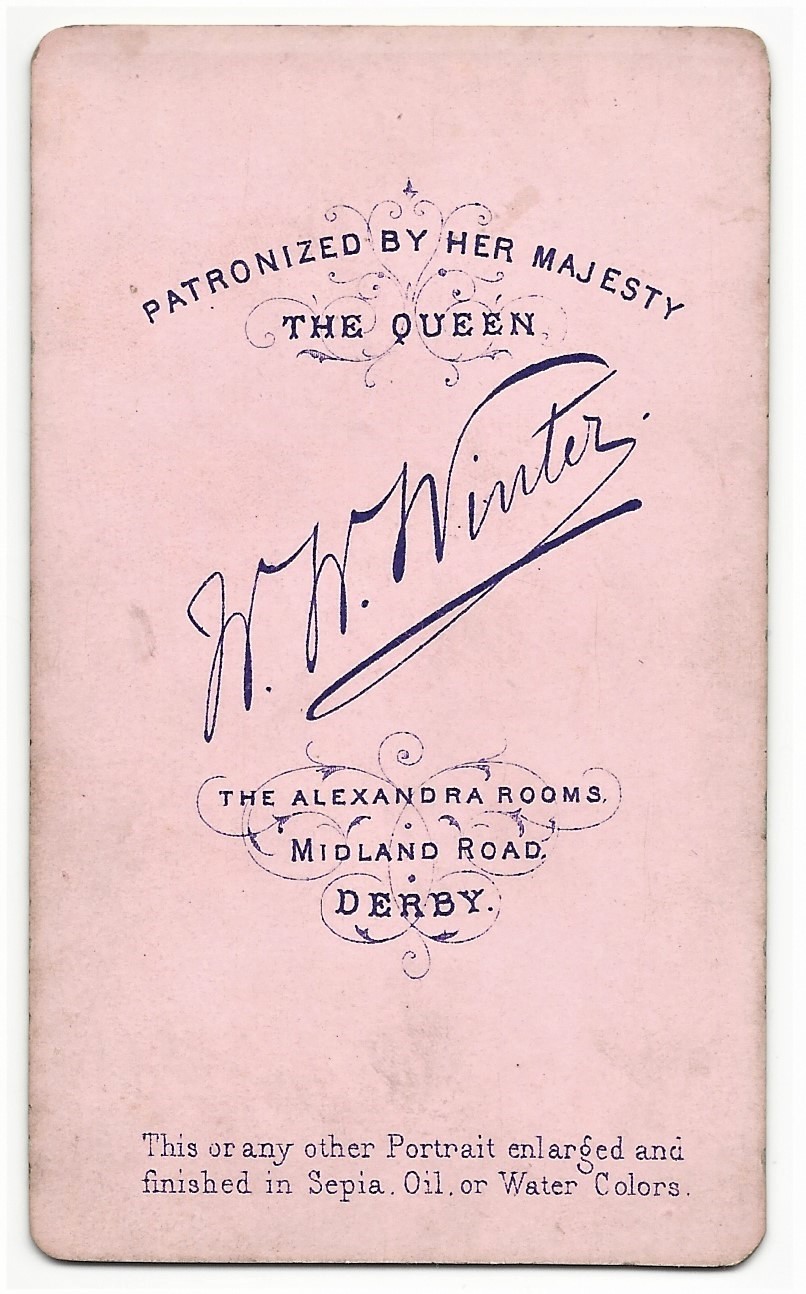 PATRONIZED BY HER MAJESTY
THE QUEEN
W. W. Winter.
THE ALEXANDRA ROOMS,
MIDLAND ROAD,
DERBY.
This or any other Portrait enlarged and
finished in Sepia, Oil, or Water Colors.